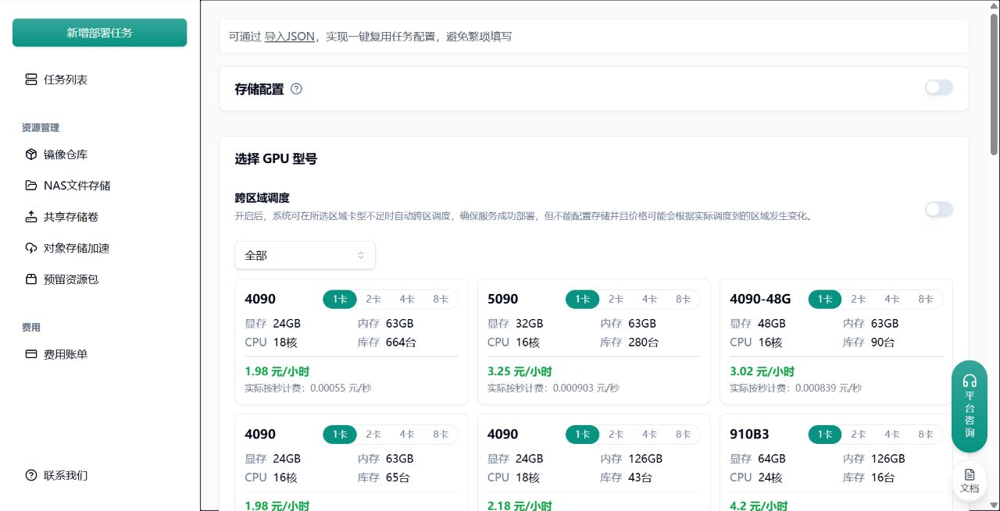 新增部署任务
任务列表
资源管理
镜像仓库
NAS文件存储
共享存储卷
对象存储加速
预留资源包
费用
费用账单
联系我们
可通过 导入JSON，实现一键复用任务配置，避免繁琐填写
存储配置
选择 GPU 型号
跨区域调度
开启后，系统可在所选区域卡型不足时自动跨区调度，确保服务成功部署，但不能配置存储并且价格可能会根据实际调度到的区域发生变化。
全部
4090 1卡 2卡 4卡 8卡
显存 24GB 内存 63GB
CPU 18核 库存 664台
1.98 元/小时
实际按秒计费：0.00055 元/秒
5090 1卡 2卡 4卡 8卡
显存 32GB 内存 63GB
CPU 16核 库存 280台
3.25 元/小时
实际按秒计费：0.000903 元/秒
4090-48G 1卡 2卡 4卡 8卡
显存 48GB 内存 63GB
CPU 16核 库存 90台
3.02 元/小时
实际按秒计费：0.000839 元/秒
4090 1卡 2卡 4卡 8卡
显存 24GB 内存 63GB
CPU 16核 库存 65台
1.98 元/小时
4090 1卡 2卡 4卡 8卡
显存 24GB 内存 126GB
CPU 18核 库存 43台
2.18 元/小时
910B3 1卡 2卡 4卡 8卡
显存 64GB 内存 126GB
CPU 24核 库存 16台
4.2 元/小时
平台咨询
文档